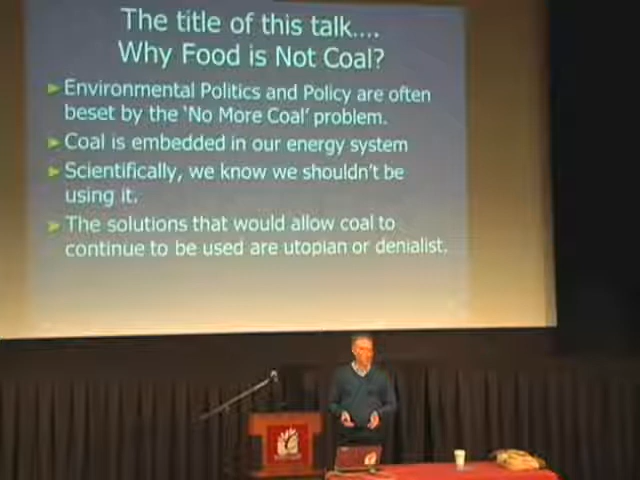 The title of this talk....
Why Food is Not Coal?
Environmental Politics and Policy are often
beset by the 'No More Coal' problem.
Coal is embedded in our energy system
Scientifically, we know we shouldn't be
using it.
The solutions that would allow coal to
continue to be used are utopian or denialist.